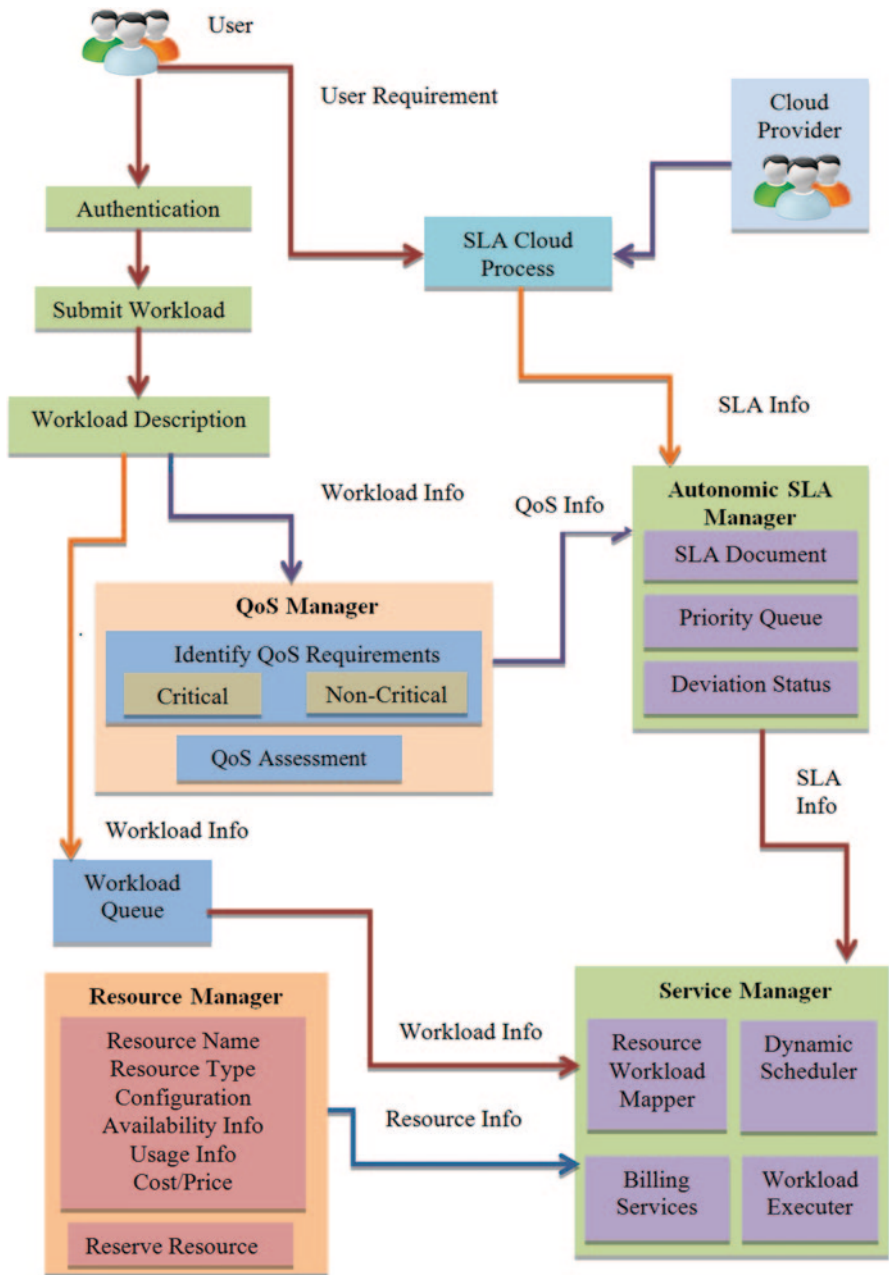 User
User Requirement
Cloud
Provider
Authentication
SLA Cloud
Process
Submit Workload
SLA Info
Workload Description
Workload Info
QoS Info
Autonomic SLA
Manager
SLA Document
Priority Queue
Deviation Status
QoS Manager
Identify QoS Requirements
Critical
Non-Critical
QoS Assessment
SLA
Info
Workload Info
Workload
Queue
Resource Manager
Resource Name
Resource Type
Configuration
Availability Info
Usage Info
Cost/Price
Reserve Resource
Workload Info
Resource Info
Service Manager
Resource
Workload
Mapper
Dynamic
Scheduler
Billing
Services
Workload
Executer